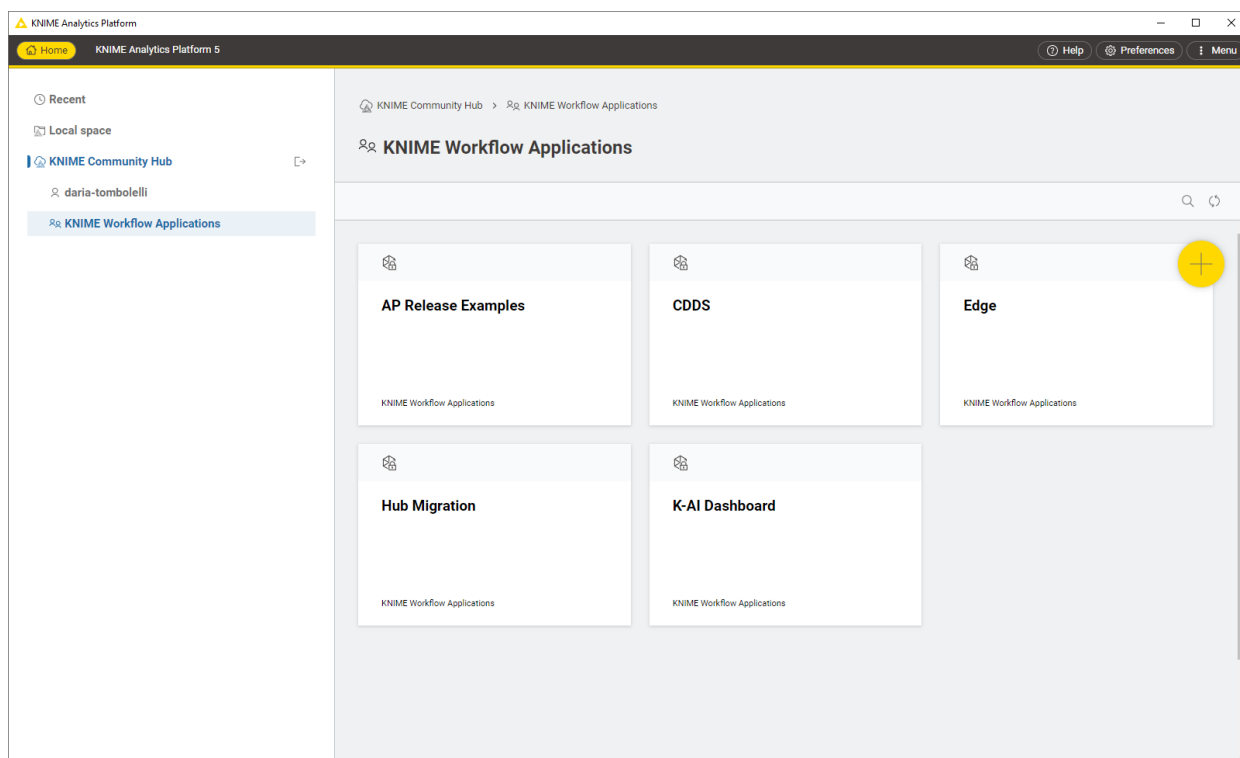 KNIME Analytics Platform
Home KNIME Analytics Platform 5 Help Preferences Menu
Recent
Local space
KNIME Community Hub
daria-tombolelli
KNIME Workflow Applications
KNIME Community Hub > KNIME Workflow Applications
KNIME Workflow Applications
AP Release Examples
KNIME Workflow Applications
CDDS
KNIME Workflow Applications
Edge
KNIME Workflow Applications
Hub Migration
KNIME Workflow Applications
K-AI Dashboard
KNIME Workflow Applications